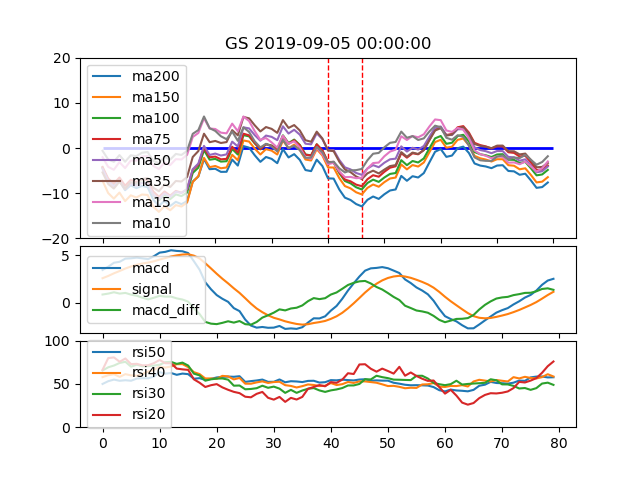 GS 2019-09-05 00:00:00
20
10
0
−10
−20
ma200
ma150
ma100
ma75
ma50
ma35
ma15
ma10
5
0
macd
signal
macd_diff
100
50
0
rsi50
rsi40
rsi30
rsi20
0 10 20 30 40 50 60 70 80